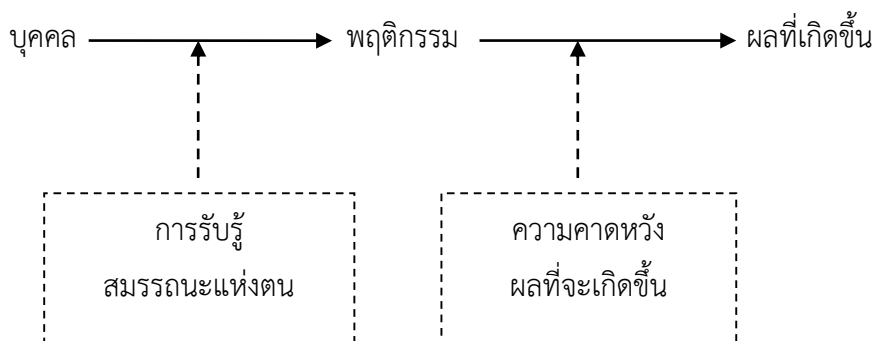 บุคคล พฤติกรรม ผลที่เกิดขึ้น
การรับรู้
สมรรถนะแห่งตน
ความคาดหวัง
ผลที่จะเกิดขึ้น